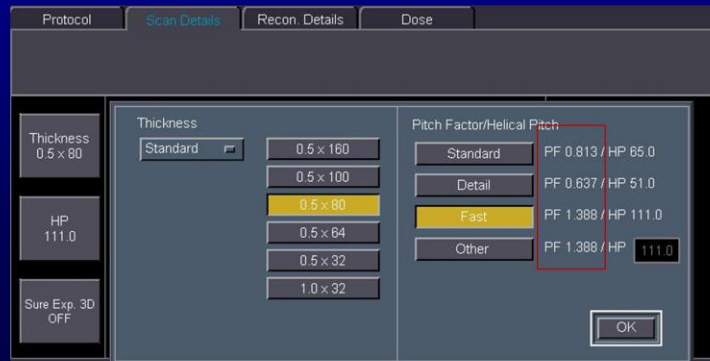 Protocol Scan Details Recon. Details Dose
Thickness
0.5 x 80
HP
111.0
Sure Exp. 3D
OFF
Thickness
Standard
0.5 x 160
0.5 x 100
0.5 x 80
0.5 x 64
0.5 x 32
1.0 x 32
Pitch Factor/Helical Pitch
Standard PF 0.813 / HP 65.0
Detail PF 0.637 / HP 51.0
Fast PF 1.388 / HP 111.0
Other PF 1.388 / HP 111.0
OK